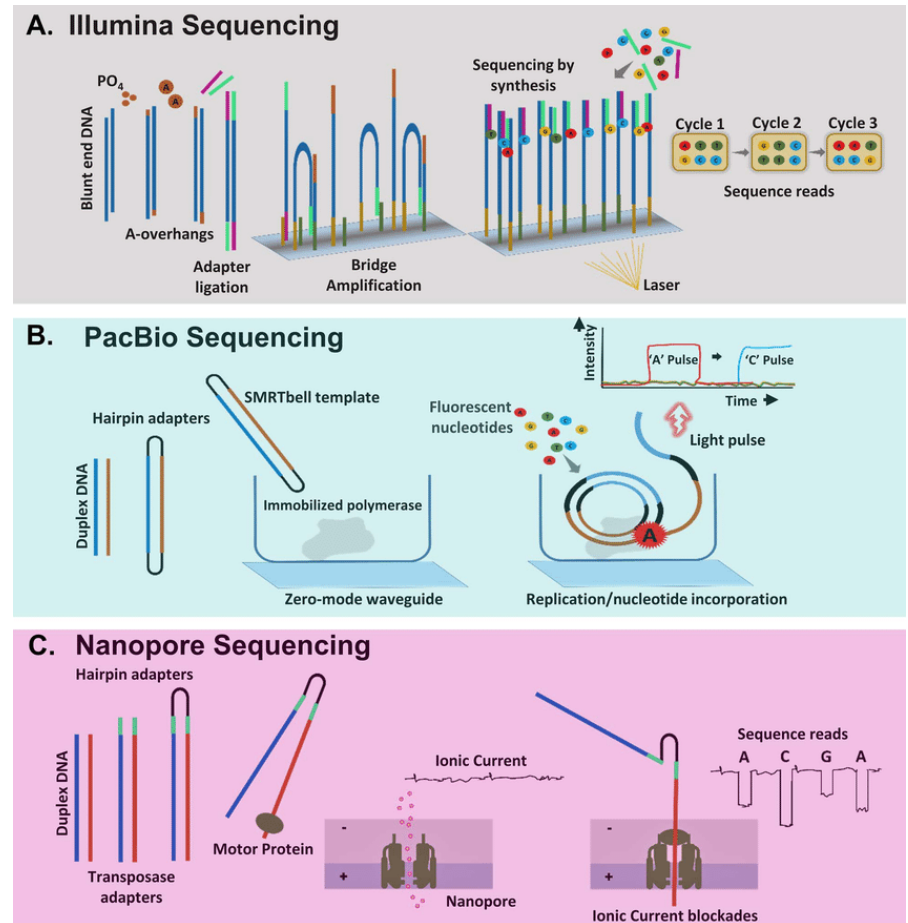 A. Illumina Sequencing
PO4
A
A
Blunt end DNA
A-overhangs
Adapter
ligation
Bridge
Amplification
Sequencing by
synthesis
Laser
Cycle 1
Cycle 2
Cycle 3
A T T
G C C
G T C
T T C
A A T
C C G
Sequence reads
B. PacBio Sequencing
Hairpin adapters
Duplex DNA
SMRTbell template
Immobilized polymerase
Zero-mode waveguide
Fluorescent
nucleotides
A
Replication/nucleotide incorporation
Intensity
'A' Pulse
'C' Pulse
Time
Light pulse
C. Nanopore Sequencing
Hairpin adapters
Duplex DNA
Transposase
adapters
Motor Protein
Ionic Current
-
+
Nanopore
-
+
Ionic Current blockades
Sequence reads
A C G A